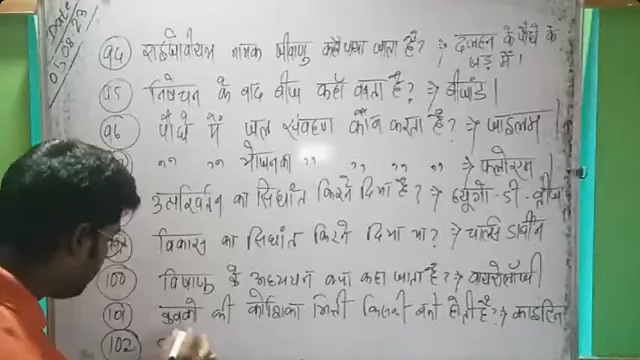 Date
05.08.23
94 राइजोबियम नामक जीवाणु कहाँ पाया जाता है? ⇒ दलहन के पौधे के जड़ में।
95 निषेचन के बाद बीज कहाँ बनता है? ⇒ बीजांड।
96 पौधे में जल संवहण कौन करता है? ⇒ जाइलम।
" " भोजन का " " " " ⇒ फ्लोएम।
उत्परिवर्तन का सिधांत किसने दिया है? ⇒ ह्यूगो-डी-ब्रीज
विकास का सिधांत किसने दिया था? ⇒ चार्ल्स डार्विन
100 विषाणु के अध्ययन क्या कहा जाता है? ⇒ वायरोलॉजी
101 कवको की कोशिका भित्ती किसकी बनी होती है? ⇒ काइटिन
102